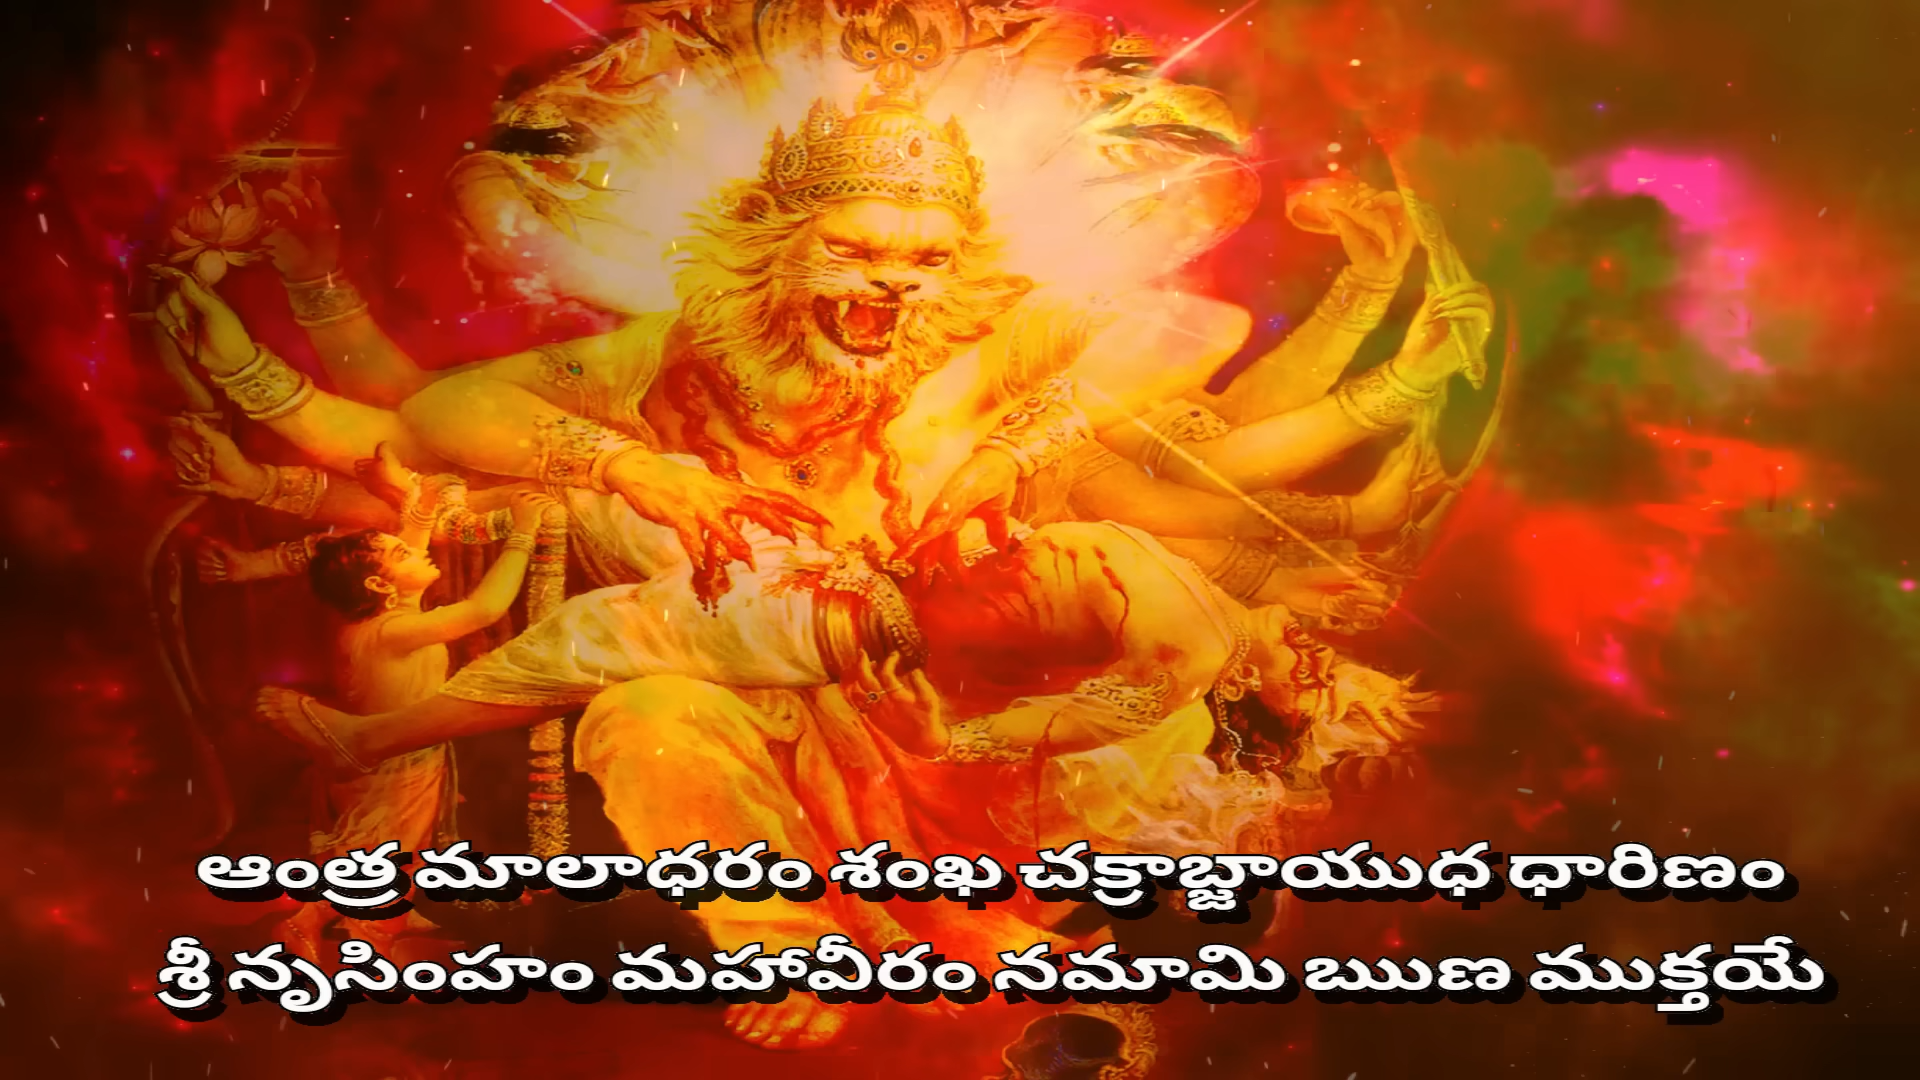 ఆంత్ర మాలాధరం శంఖ చక్రాబ్జాయుధ ధారిణం
శ్రీ నృసింహం మహావీరం నమామి ఋణ ముక్తయే